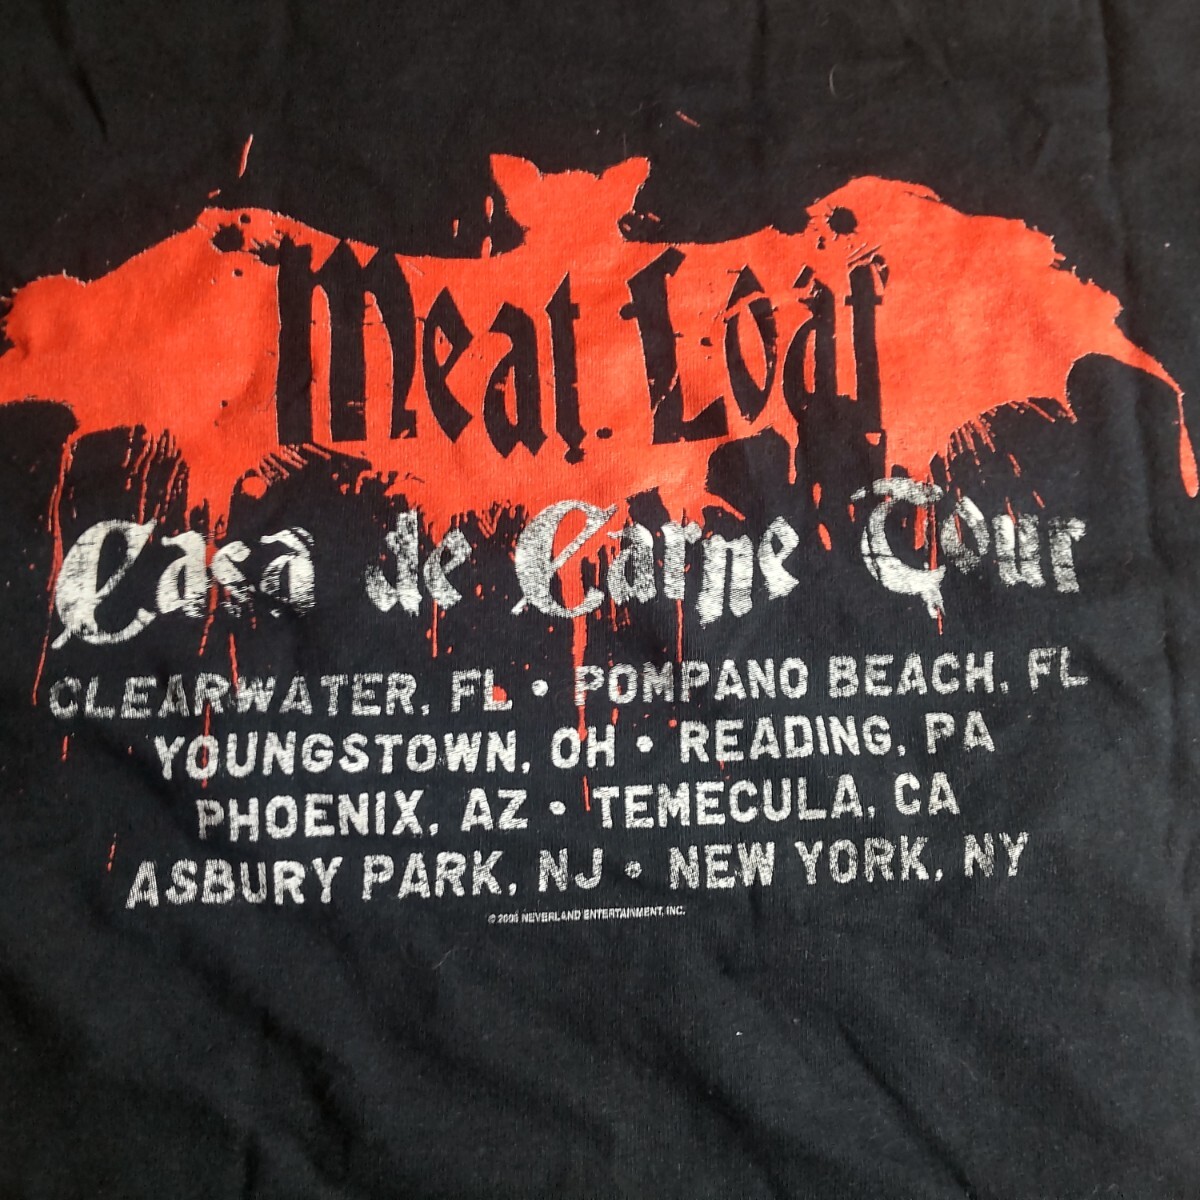 Meat Loaf
Casa de Carne Tour
CLEARWATER, FL • POMPANO BEACH, FL
YOUNGSTOWN, OH • READING, PA
PHOENIX, AZ • TEMECULA, CA
ASBURY PARK, NJ • NEW YORK, NY
© 2008 NEVERLAND ENTERTAINMENT, INC.